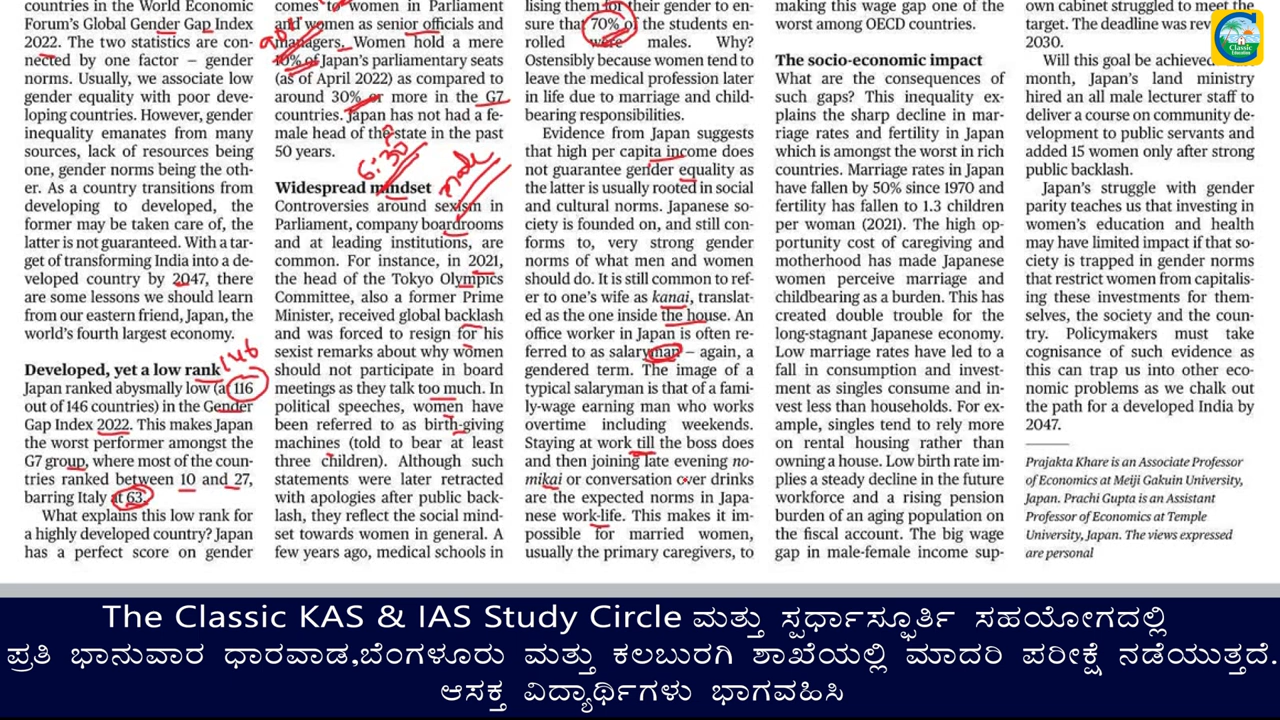 countries in the World Economic
Forum's Global Gender Gap Index
2022. The two statistics are con-
nected by one factor – gender
norms. Usually, we associate low
gender equality with poor deve-
loping countries. However, gender
inequality emanates from many
sources, lack of resources being
one, gender norms being the oth-
er. As a country transitions from
developing to developed, the
former may be taken care of, the
latter is not guaranteed. With a tar-
get of transforming India into a de-
veloped country by 2047, there
are some lessons we should learn
from our eastern friend, Japan, the
world's fourth largest economy.
Developed, yet a low rank
146
Japan ranked abysmally low (at 116
out of 146 countries) in the Gender
Gap Index 2022. This makes Japan
the worst performer amongst the
G7 group, where most of the coun-
tries ranked between 10 and 27,
barring Italy at 63.
What explains this low rank for
a highly developed country? Japan
has a perfect score on gender
comes to women in Parliament
and women as senior officials and
managers. Women hold a mere
10% of Japan's parliamentary seats
(as of April 2022) as compared to
around 30% or more in the G7
countries. Japan has not had a fe-
male head of the state in the past
50 years.
6:30
made
Widespread mindset
Controversies around sexism in
Parliament, company boardrooms
and at leading institutions, are
common. For instance, in 2021,
the head of the Tokyo Olympics
Committee, also a former Prime
Minister, received global backlash
and was forced to resign for his
sexist remarks about why women
should not participate in board
meetings as they talk too much. In
political speeches, women have
been referred to as birth-giving
machines (told to bear at least
three children). Although such
statements were later retracted
with apologies after public back-
lash, they reflect the social mind-
set towards women in general. A
few years ago, medical schools in
lising them for their gender to en-
sure that 70% of the students en-
rolled were males. Why?
Ostensibly because women tend to
leave the medical profession later
in life due to marriage and child-
bearing responsibilities.
Evidence from Japan suggests
that high per capita income does
not guarantee gender equality as
the latter is usually rooted in social
and cultural norms. Japanese so-
ciety is founded on, and still con-
forms to, very strong gender
norms of what men and women
should do. It is still common to ref-
er to one's wife as kanai, translat-
ed as the one inside the house. An
office worker in Japan is often re-
ferred to as salaryman – again, a
gendered term. The image of a
typical salaryman is that of a fami-
ly-wage earning man who works
overtime including weekends.
Staying at work till the boss does
and then joining late evening no-
mikai or conversation over drinks
are the expected norms in Japa-
nese work-life. This makes it im-
possible for married women,
usually the primary caregivers, to
making this wage gap one of the
worst among OECD countries.
The socio-economic impact
What are the consequences of
such gaps? This inequality ex-
plains the sharp decline in mar-
riage rates and fertility in Japan
which is amongst the worst in rich
countries. Marriage rates in Japan
have fallen by 50% since 1970 and
fertility has fallen to 1.3 children
per woman (2021). The high op-
portunity cost of caregiving and
motherhood has made Japanese
women perceive marriage and
childbearing as a burden. This has
created double trouble for the
long-stagnant Japanese economy.
Low marriage rates have led to a
fall in consumption and invest-
ment as singles consume and in-
vest less than households. For ex-
ample, singles tend to rely more
on rental housing rather than
owning a house. Low birth rate im-
plies a steady decline in the future
workforce and a rising pension
burden of an aging population on
the fiscal account. The big wage
gap in male-female income sup-
own cabinet struggled to meet the
target. The deadline was
2030.
Will this goal be achieved
month, Japan's land ministry
hired an all male lecturer staff to
deliver a course on community de-
velopment to public servants and
added 15 women only after strong
public backlash.
Japan's struggle with gender
parity teaches us that investing in
women's education and health
may have limited impact if that so-
ciety is trapped in gender norms
that restrict women from capitalis-
ing these investments for them-
selves, the society and the coun-
try. Policymakers must take
cognisance of such evidence as
this can trap us into other eco-
nomic problems as we chalk out
the path for a developed India by
2047.
Prajakta Khare is an Associate Professor
of Economics at Meiji Gakuin University,
Japan. Prachi Gupta is an Assistant
Professor of Economics at Temple
University, Japan. The views expressed
are personal
Classic
Education
The Classic KAS & IAS Study Circle ಮತ್ತು ಸ್ಪರ್ಧಾಸ್ಫೂರ್ತಿ ಸಹಯೋಗದಲ್ಲಿ
ಪ್ರತಿ ಭಾನುವಾರ ಧಾರವಾಡ,ಬೆಂಗಳೂರು ಮತ್ತು ಕಲಬುರಗಿ ಶಾಖೆಯಲ್ಲಿ ಮಾದರಿ ಪರೀಕ್ಷೆ ನಡೆಯುತ್ತದೆ.
ಆಸಕ್ತ ವಿದ್ಯಾರ್ಥಿಗಳು ಭಾಗವಹಿಸಿ